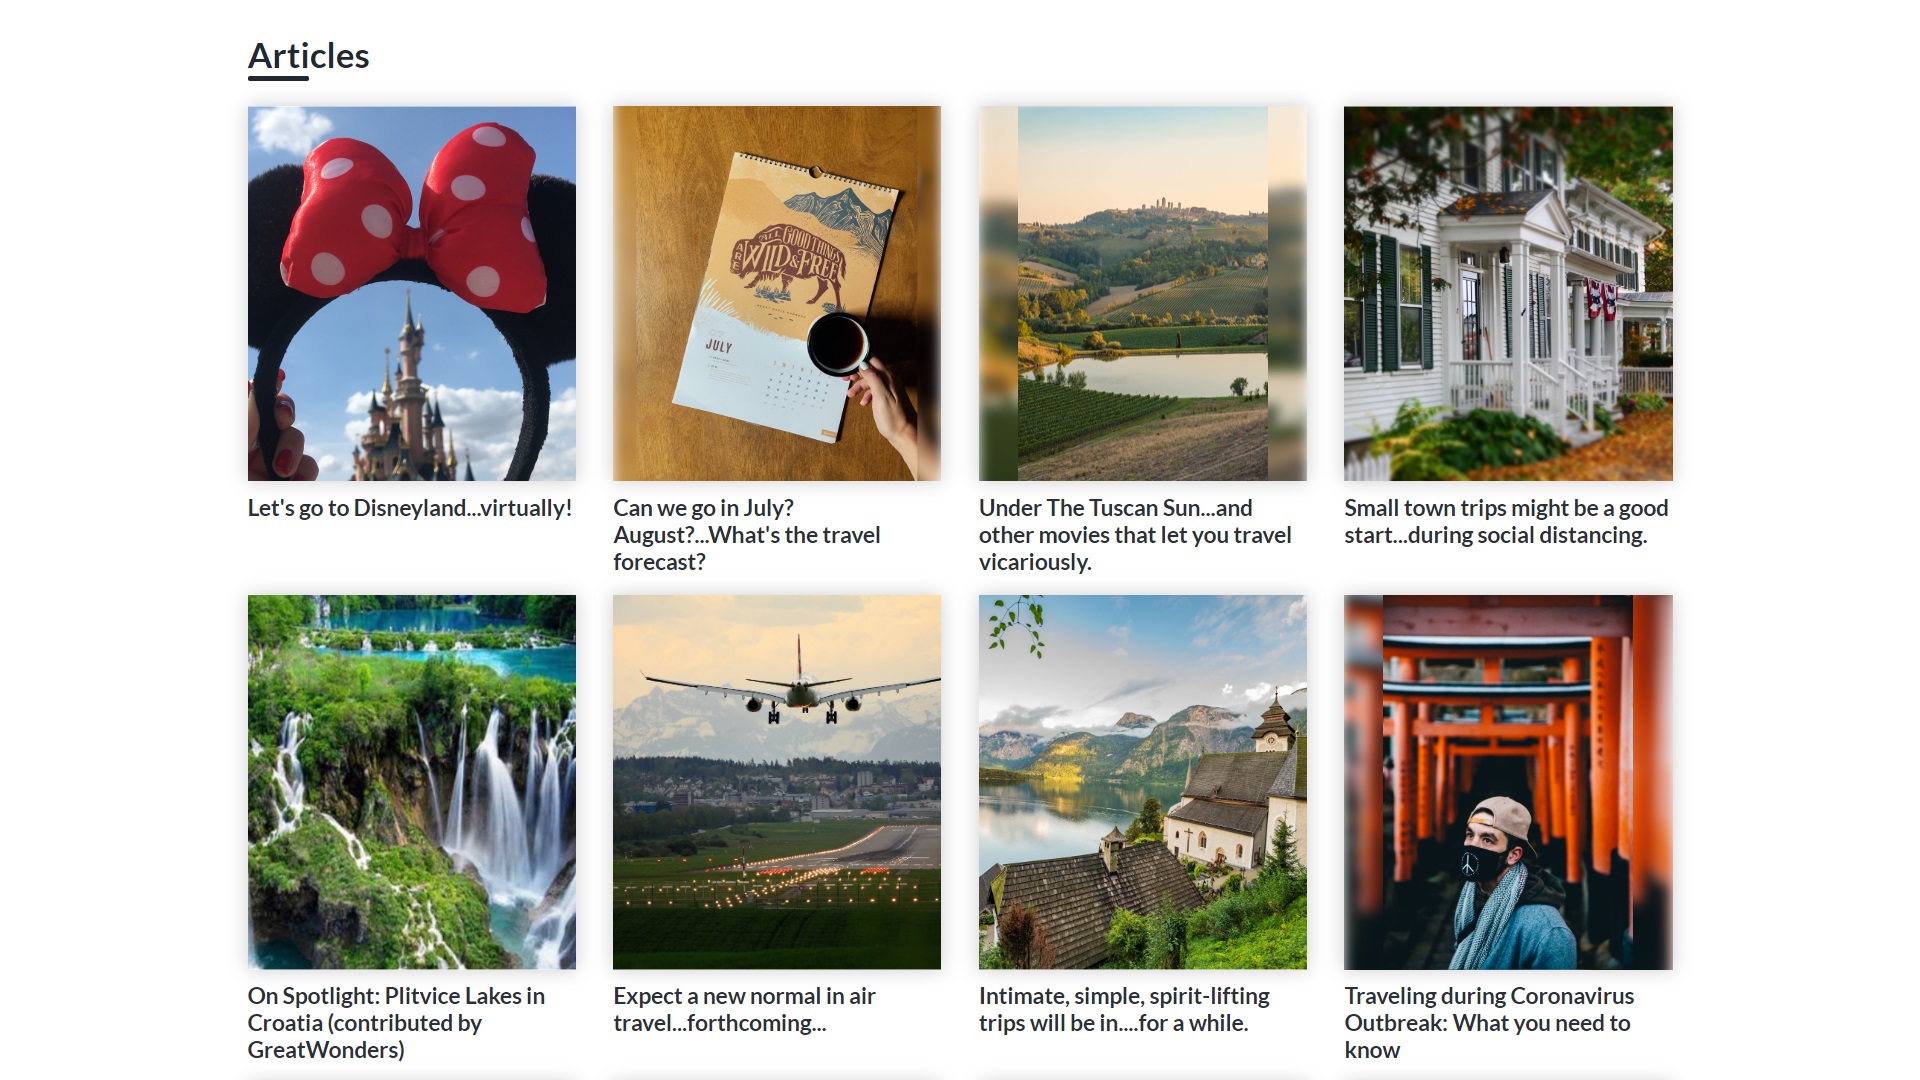 Articles
ALL GOOD THINGS
ARE WILD & FREE
JULY
Let's go to Disneyland...virtually!
Can we go in July?
August?...What's the travel
forecast?
Under The Tuscan Sun...and
other movies that let you travel
vicariously.
Small town trips might be a good
start...during social distancing.
On Spotlight: Plitvice Lakes in
Croatia (contributed by
GreatWonders)
Expect a new normal in air
travel...forthcoming...
Intimate, simple, spirit-lifting
trips will be in....for a while.
Traveling during Coronavirus
Outbreak: What you need to
know